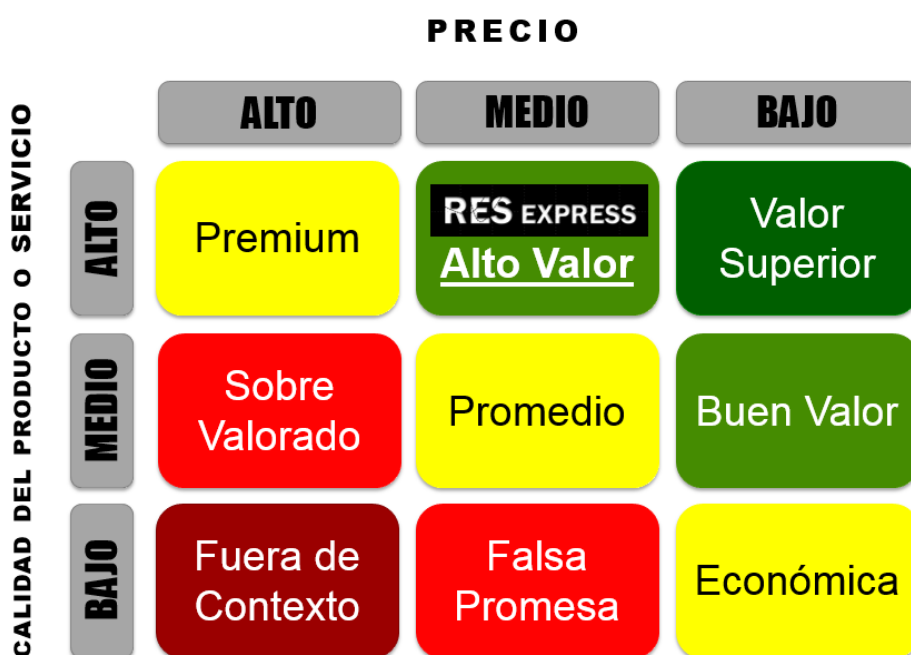 PRECIO
ALTO
MEDIO
BAJO
CALIDAD DEL PRODUCTO O SERVICIO
ALTO
Premium
RES EXPRESS
Alto Valor
Valor
Superior
MEDIO
Sobre
Valorado
Promedio
Buen Valor
BAJO
Fuera de
Contexto
Falsa
Promesa
Económica